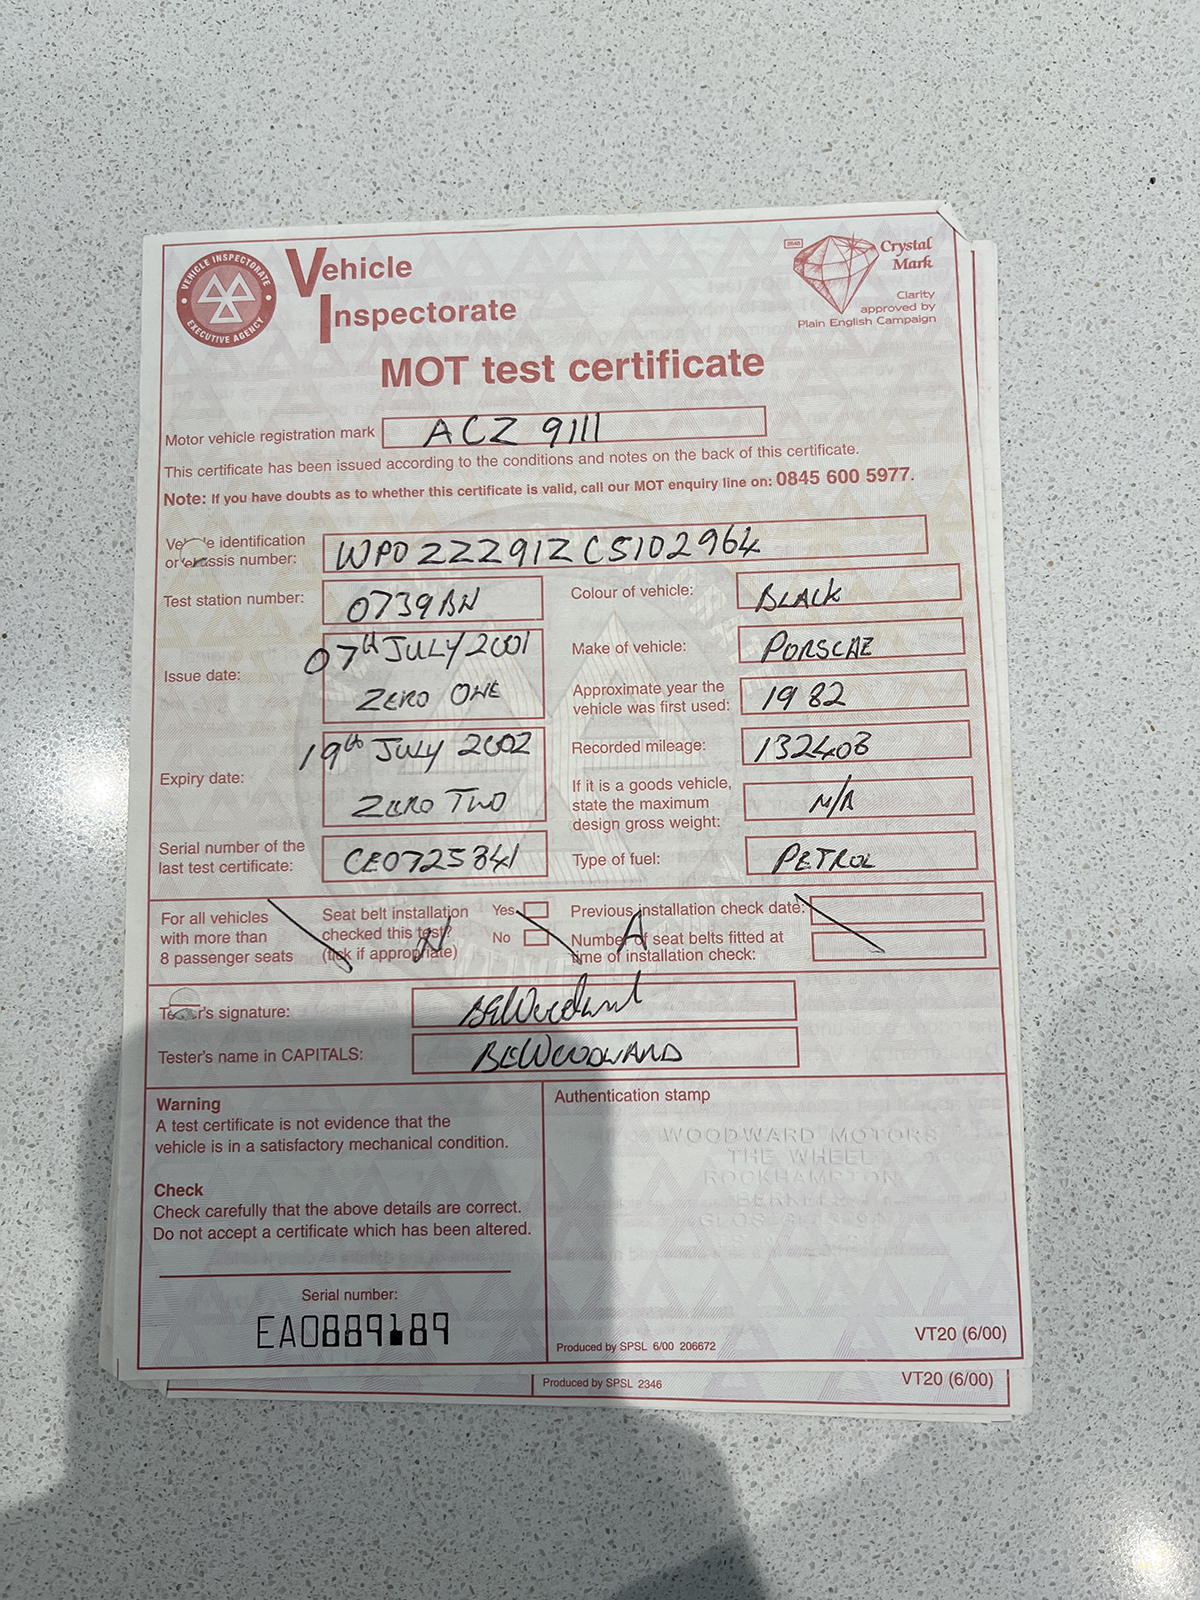 VEHICLE INSPECTORATE
EXECUTIVE AGENCY
Vehicle
Inspectorate
Crystal
Mark
Clarity
approved by
Plain English Campaign
MOT test certificate
Motor vehicle registration mark ACZ 9111
This certificate has been issued according to the conditions and notes on the back of this certificate.
Note: If you have doubts as to whether this certificate is valid, call our MOT enquiry line on: 0845 600 5977.
Vehicle identification
or chassis number: WP0ZZZ91ZCS102964
Test station number: 0739BN
Colour of vehicle: BLACK
Issue date: 07th JULY 2001
ZERO ONE
Make of vehicle: PORSCHE
Approximate year the
vehicle was first used: 1982
Expiry date: 19th JULY 2002
ZERO TWO
Recorded mileage: 132408
If it is a goods vehicle,
state the maximum
design gross weight: N/A
Serial number of the
last test certificate: CE0725841
Type of fuel: PETROL
For all vehicles
with more than
8 passenger seats
Seat belt installation
checked this test?
(tick if appropriate)
Yes
No
N A
Previous installation check date:
Number of seat belts fitted at
time of installation check:
Tester's signature: BEWoodward
Tester's name in CAPITALS: BEWOODWARD
Warning
A test certificate is not evidence that the
vehicle is in a satisfactory mechanical condition.
Check
Check carefully that the above details are correct.
Do not accept a certificate which has been altered.
Serial number:
EA0889189
Authentication stamp
WOODWARD MOTORS
THE WHEEL
ROCKHAMPTON
Produced by SPSL 6/00 206672
VT20 (6/00)
Produced by SPSL 2346
VT20 (6/00)